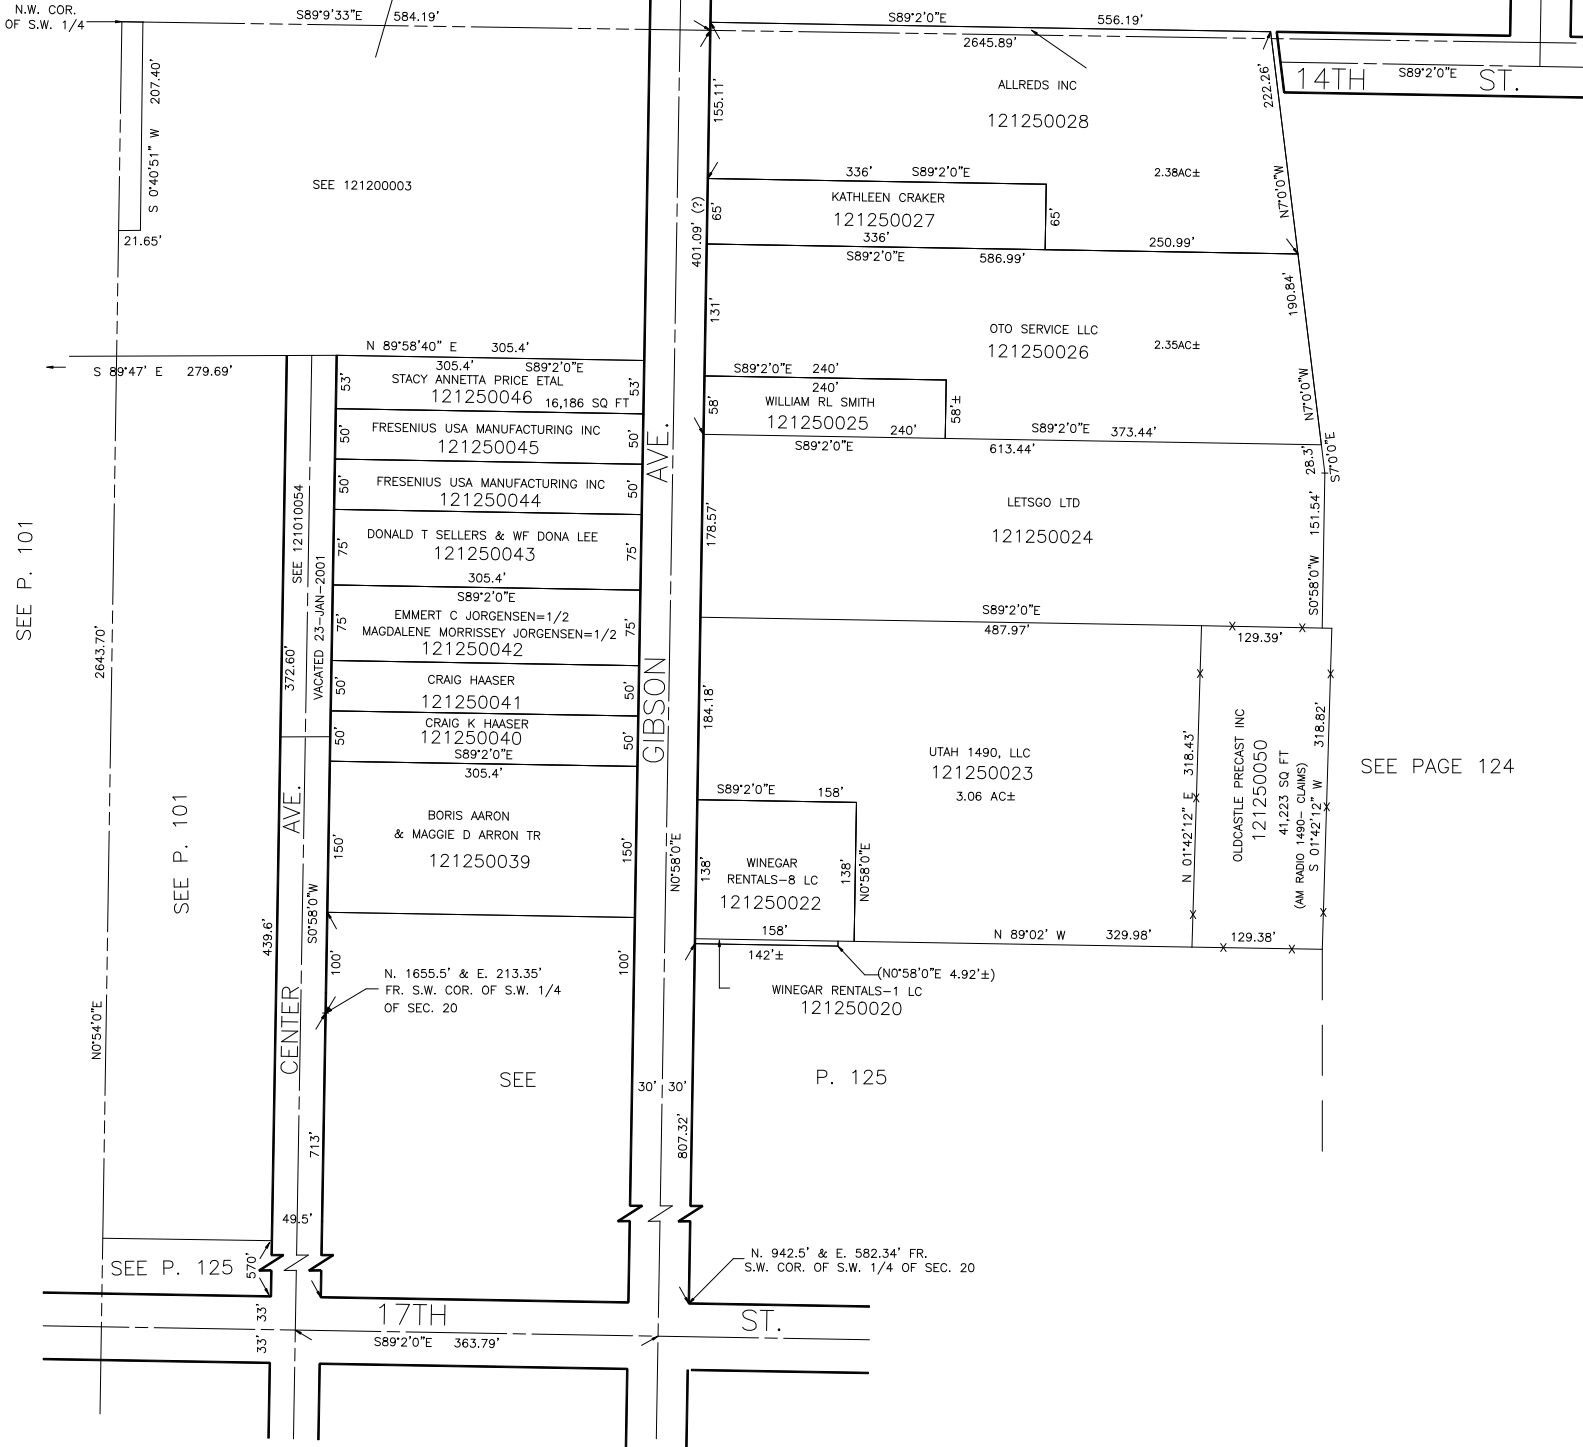 N.W. COR.
OF S.W. 1/4
S89°9'33"E 584.19'
S89°2'0"E 556.19'
2645.89'
14TH ST.
S89°2'0"E
S 0°40'51" W 207.40'
21.65'
SEE 121200003
155.11'
222.26'
ALLREDS INC
121250028
2.38AC±
N7°0'0"W
336' S89°2'0"E
KATHLEEN CRAKER
121250027
336'
65'
65'
401.09' (?)
250.99'
S89°2'0"E 586.99'
131'
190.84'
OTO SERVICE LLC
121250026
2.35AC±
N7°0'0"W
S89°2'0"E 240'
240'
WILLIAM RL SMITH
121250025
240'
58'
58'±
S89°2'0"E 373.44'
S89°2'0"E 613.44'
28.3'
S7°0'0"E
N 89°58'40" E 305.4'
S 89°47' E 279.69'
305.4' S89°2'0"E
STACY ANNETTA PRICE ETAL
121250046 16,186 SQ FT
53'
53'
FRESENIUS USA MANUFACTURING INC
121250045
50'
50'
FRESENIUS USA MANUFACTURING INC
121250044
50'
50'
DONALD T SELLERS & WF DONA LEE
121250043
75'
75'
305.4'
S89°2'0"E
EMMERT C JORGENSEN=1/2
MAGDALENE MORRISSEY JORGENSEN=1/2
121250042
75'
75'
CRAIG HAASER
121250041
50'
50'
CRAIG K HAASER
121250040
50'
50'
S89°2'0"E
305.4'
BORIS AARON
& MAGGIE D ARRON TR
121250039
150'
150'
100'
100'
SEE 121010054
VACATED 23-JAN-2001
372.60'
SEE P. 101
2643.70'
SEE P. 101
439.6'
N0°54'0"E
CENTER AVE.
S0°58'0"W
713'
49.5'
GIBSON AVE.
N0°58'0"E
178.57'
LETSGO LTD
121250024
S0°58'0"W 151.54'
S89°2'0"E
487.97'
129.39'
184.18'
UTAH 1490, LLC
121250023
3.06 AC±
N 01°42'12" E 318.43'
OLDCASTLE PRECAST INC
121250050
41,223 SQ FT
(AM RADIO 1490- CLAIMS)
S 01°42'12" W 318.82'
SEE PAGE 124
S89°2'0"E 158'
WINEGAR
RENTALS-8 LC
121250022
138'
138'
N0°58'0"E
158'
142'±
N 89°02' W 329.98'
129.38'
(N0°58'0"E 4.92'±)
WINEGAR RENTALS-1 LC
121250020
N. 1655.5' & E. 213.35'
FR. S.W. COR. OF S.W. 1/4
OF SEC. 20
SEE P. 125
30' 30'
807.32'
N. 942.5' & E. 582.34' FR.
S.W. COR. OF S.W. 1/4 OF SEC. 20
SEE P. 125
570'
33'
33'
17TH ST.
S89°2'0"E 363.79'